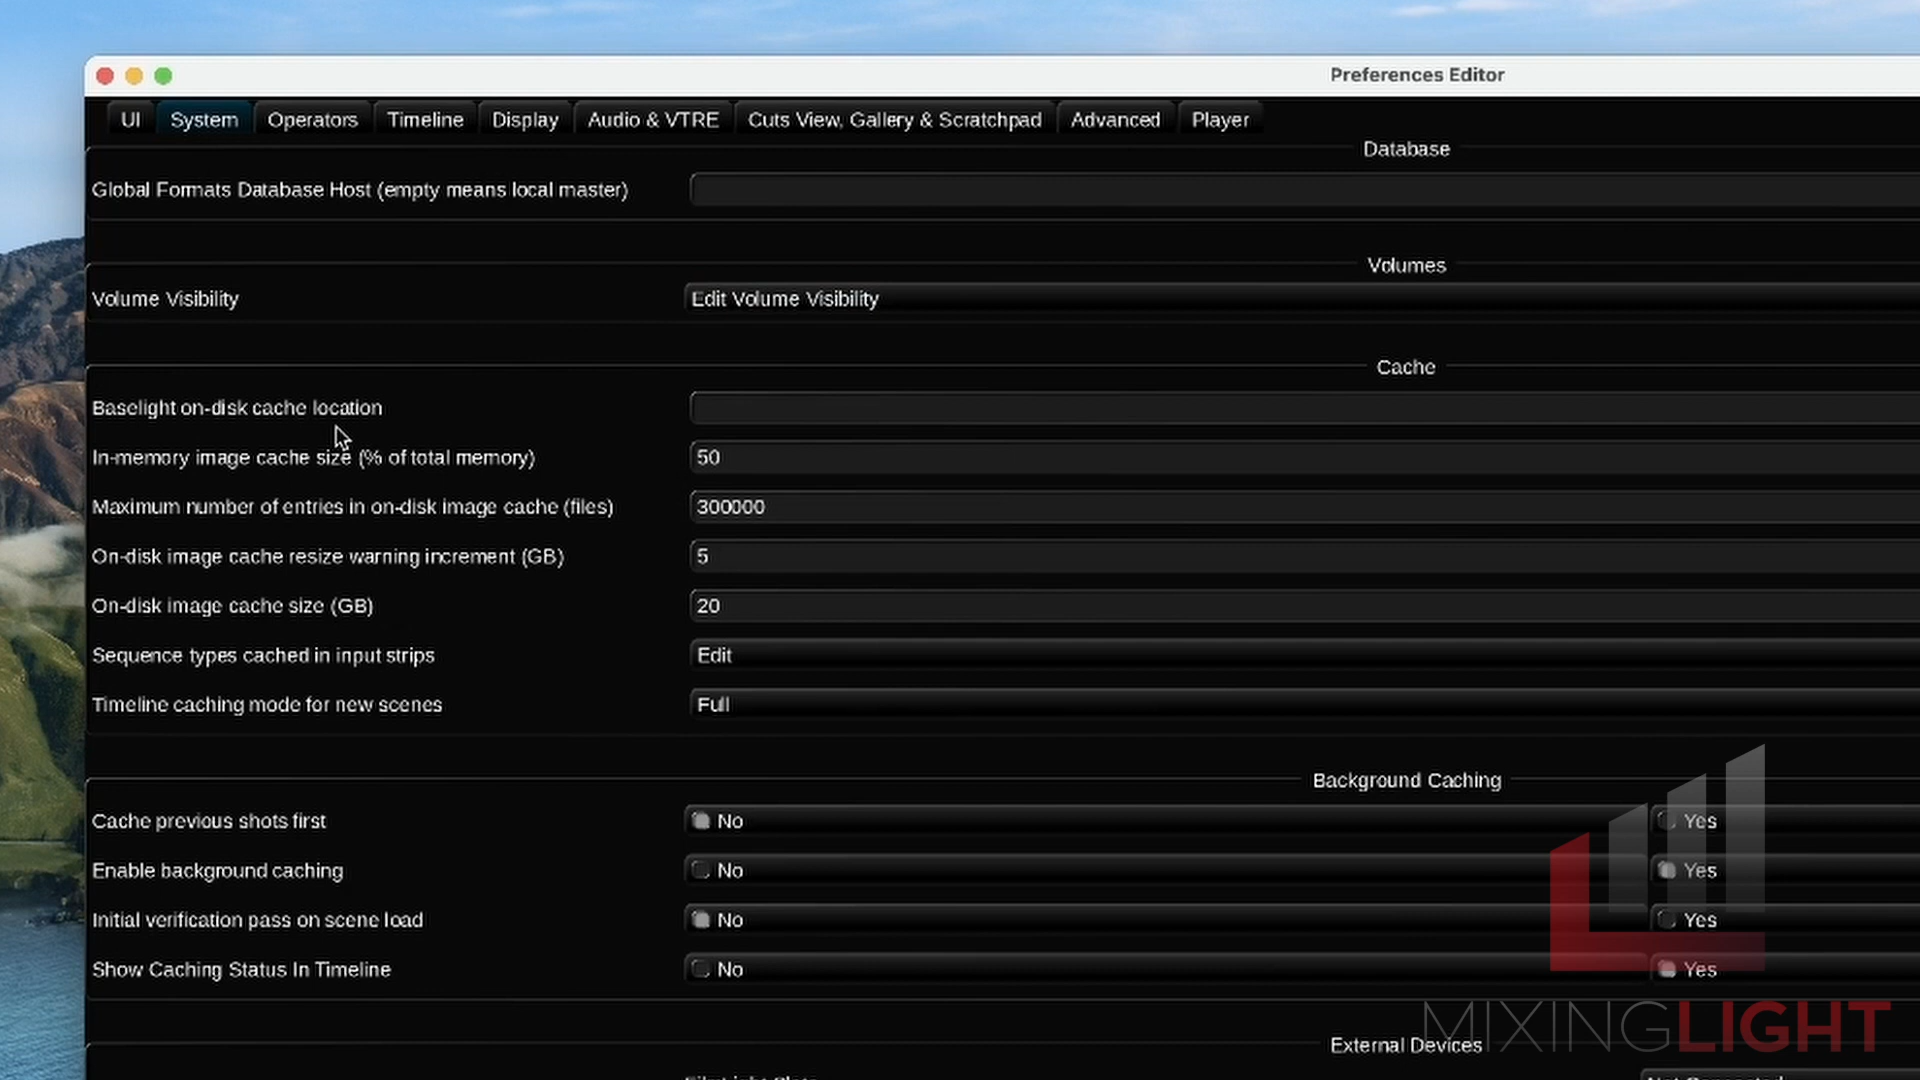 Preferences Editor
UI System Operators Timeline Display Audio & VTRE Cuts View, Gallery & Scratchpad Advanced Player
Database
Global Formats Database Host (empty means local master)
Volumes
Volume Visibility Edit Volume Visibility
Cache
Baselight on-disk cache location
In-memory image cache size (% of total memory) 50
Maximum number of entries in on-disk image cache (files) 300000
On-disk image cache resize warning increment (GB) 5
On-disk image cache size (GB) 20
Sequence types cached in input strips Edit
Timeline caching mode for new scenes Full
Background Caching
Cache previous shots first No Yes
Enable background caching No Yes
Initial verification pass on scene load No Yes
Show Caching Status In Timeline No Yes
MIXINGLIGHT
External Devices